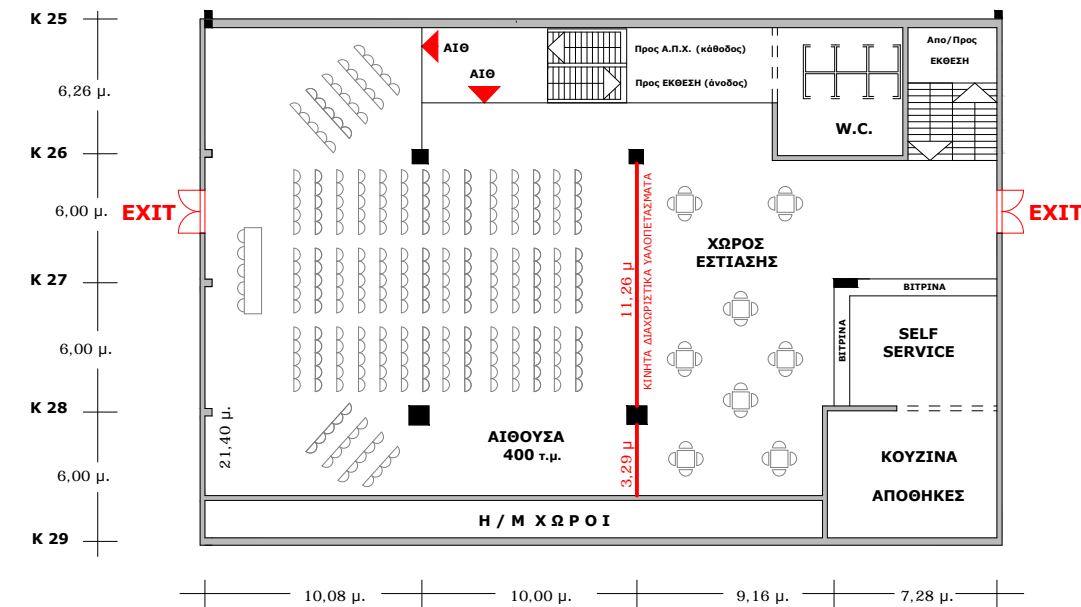 K 25
6,26 μ.
K 26
6,00 μ.
K 27
6,00 μ.
K 28
6,00 μ.
K 29
EXIT
21,40 μ.
ΑΙΘ
ΑΙΘ
Προς Α.Π.Χ. (κάθοδος)
Προς ΕΚΘΕΣΗ (άνοδος)
W.C.
Απο/Προς
ΕΚΘΕΣΗ
EXIT
11,26 μ
ΚΙΝΗΤΑ ΔΙΑΧΩΡΙΣΤΙΚΑ ΥΑΛΟΠΕΤΑΣΜΑΤΑ
3,29 μ
ΧΩΡΟΣ
ΕΣΤΙΑΣΗΣ
ΒΙΤΡΙΝΑ
ΒΙΤΡΙΝΑ
SELF
SERVICE
ΑΙΘΟΥΣΑ
400 τ.μ.
ΚΟΥΖΙΝΑ
ΑΠΟΘΗΚΕΣ
Η / Μ Χ Ω Ρ Ο Ι
10,08 μ.
10,00 μ.
9,16 μ.
7,28 μ.